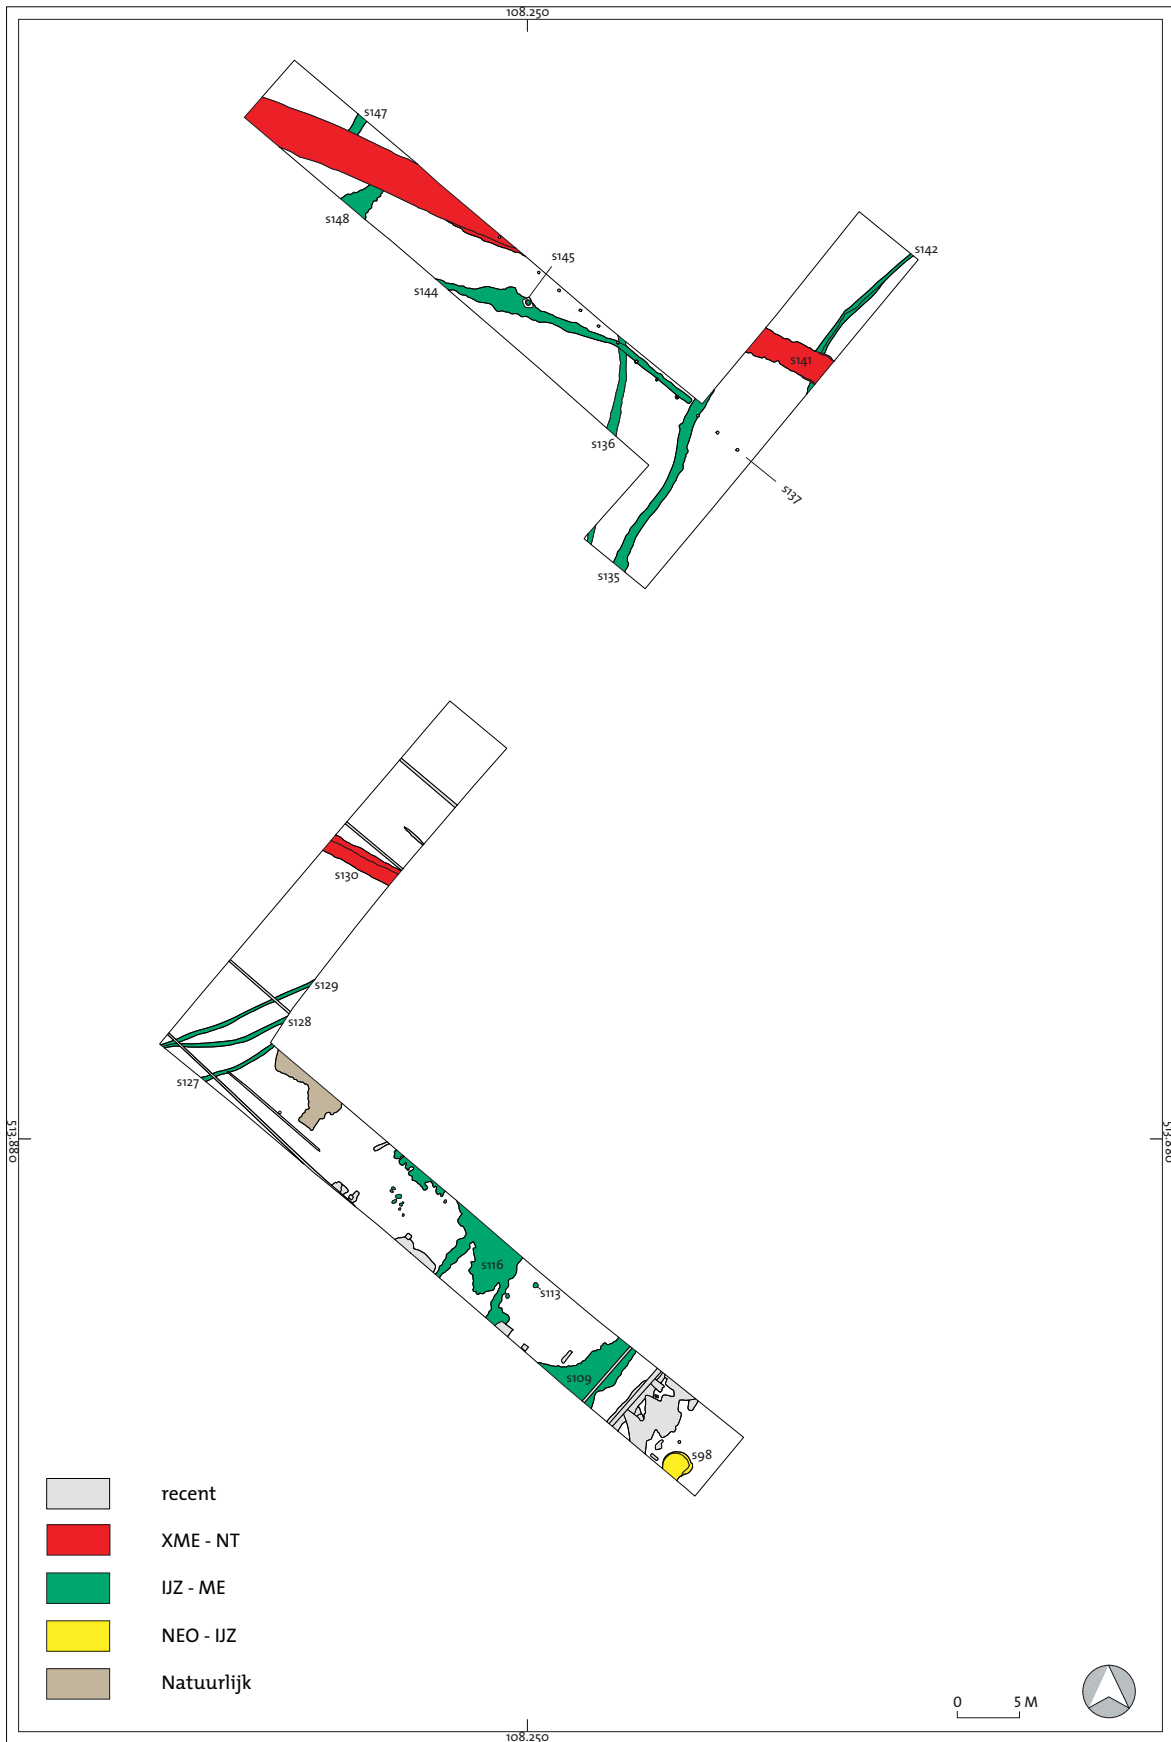 108.250
s147
s148
s142
s145
s144
s141
s136
s137
s135
s130
s129
s128
s127
513.880
513.880
s116
s113
s109
s98
recent
XME - NT
IJZ - ME
NEO - IJZ
Natuurlijk
0 5 M
108.250